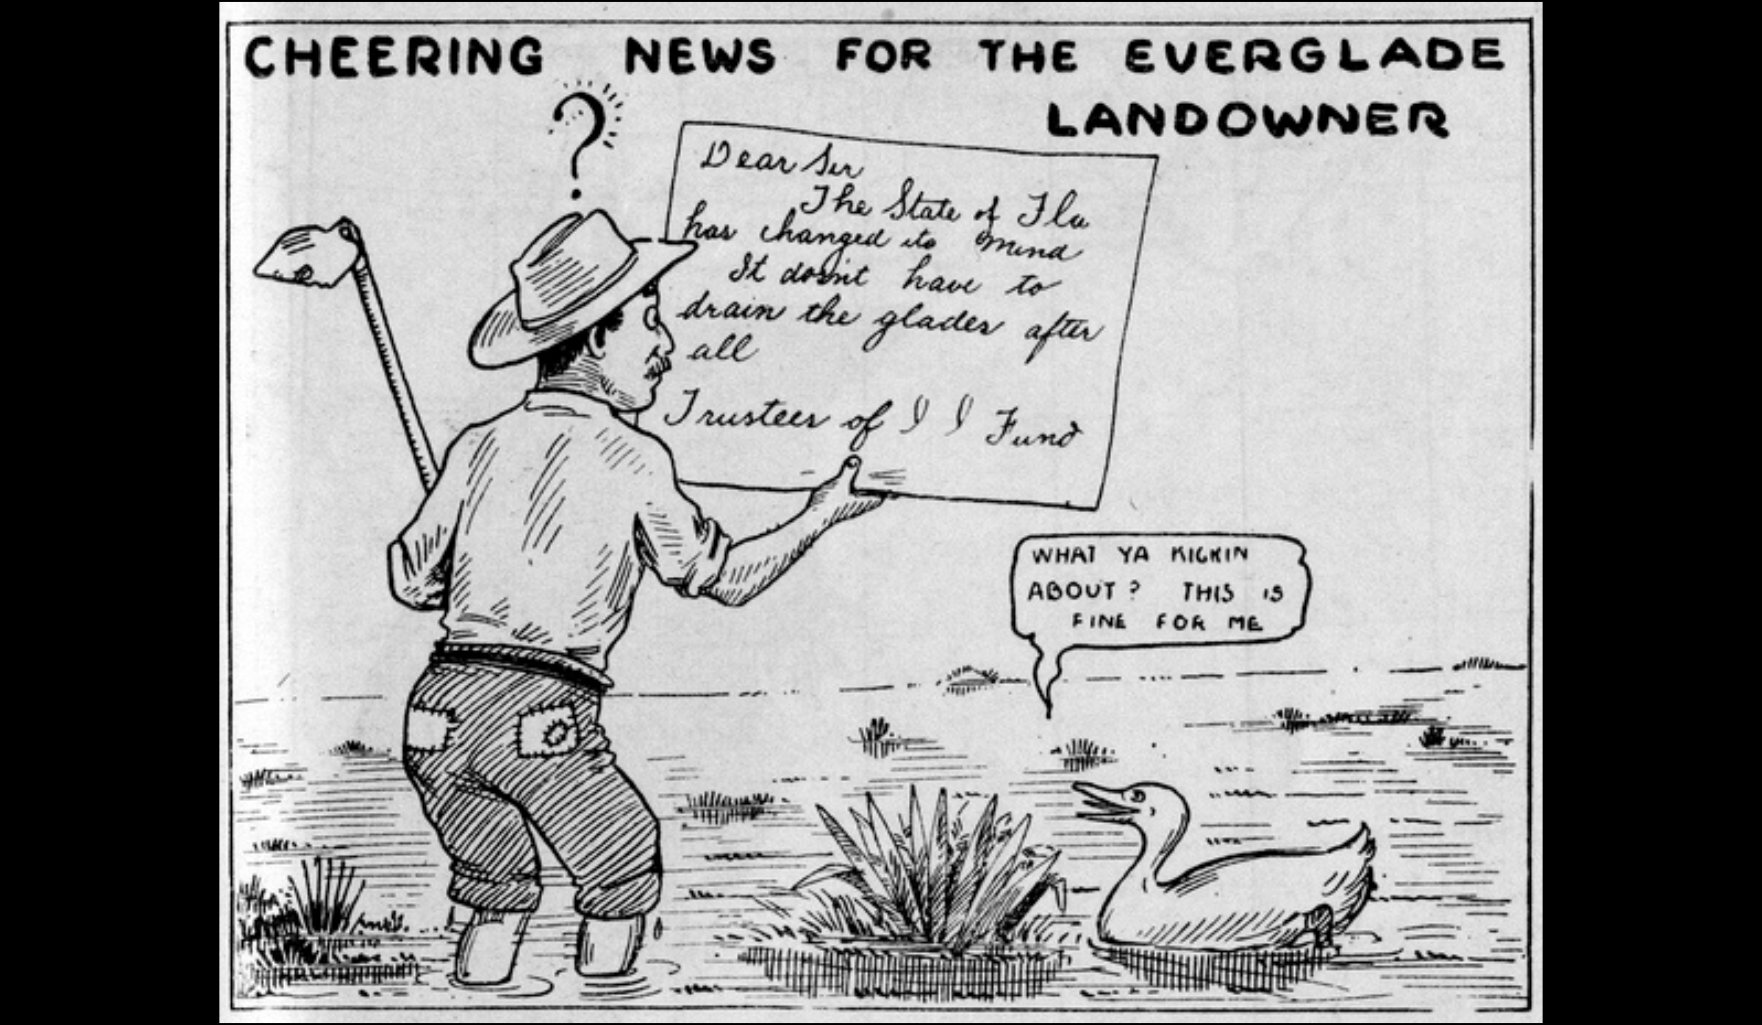 CHEERING NEWS FOR THE EVERGLADE
LANDOWNER
?
Dear Sir
The State of Fla
has changed its mind
It dosnt have to
drain the glades after
all
Trustees of I I Fund
WHAT YA KICKIN
ABOUT? THIS IS
FINE FOR ME